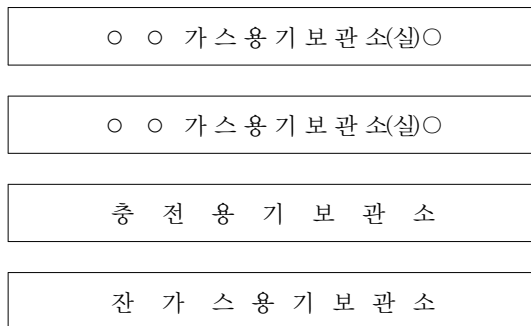 ○ ○ 가 스 용 기 보 관 소(실)○
○ ○ 가 스 용 기 보 관 소(실)○
충 전 용 기 보 관 소
잔 가 스 용 기 보 관 소